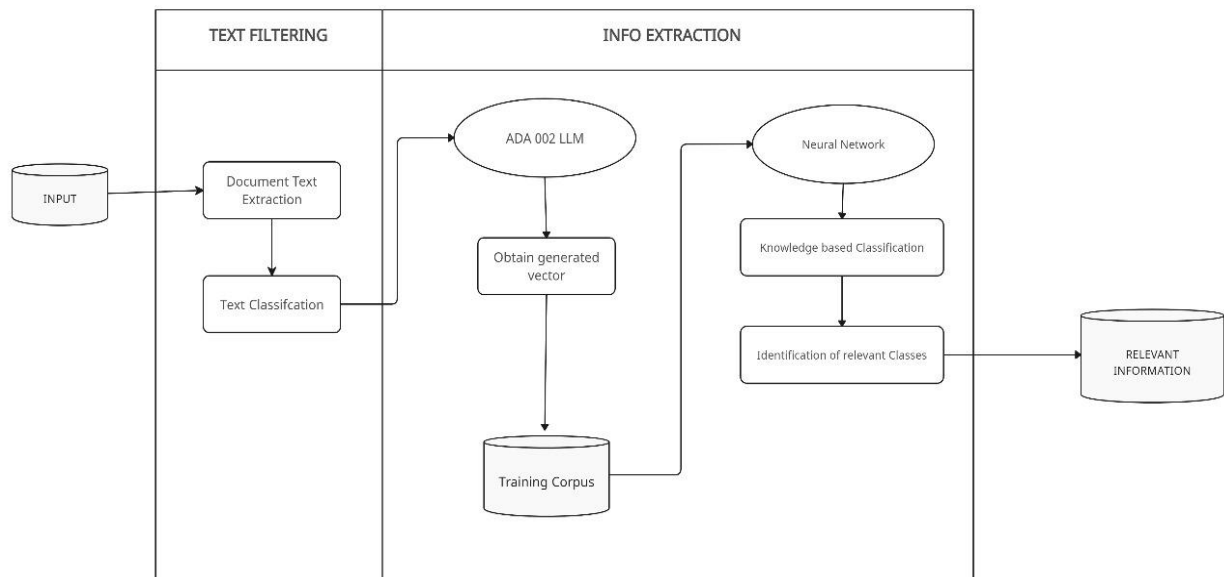 TEXT FILTERING
INFO EXTRACTION
INPUT
Document Text
Extraction
Text Classifcation
ADA 002 LLM
Obtain generated
vector
Training Corpus
Neural Network
Knowledge based Classification
Identification of relevant Classes
RELEVANT
INFORMATION